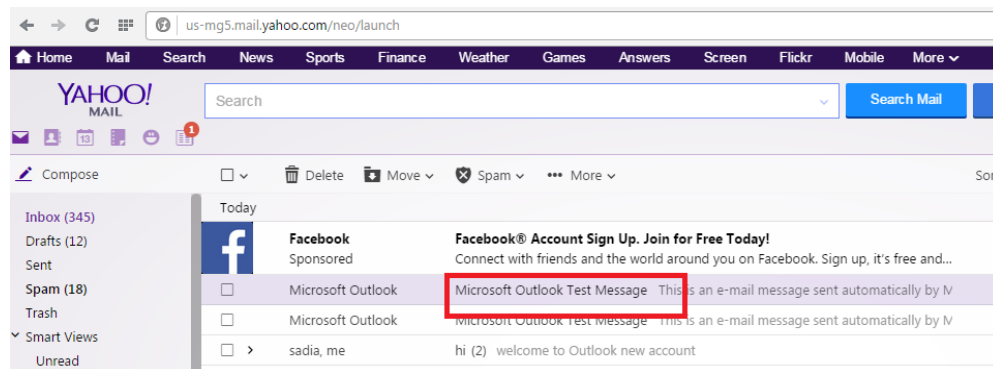 us-mg5.mail.yahoo.com/neo/launch
Home Mail Search News Sports Finance Weather Games Answers Screen Flickr Mobile More
YAHOO!
MAIL
Search
Search Mail
13
1
Compose
Delete Move Spam More
Today
Inbox (345)
Drafts (12)
Sent
Spam (18)
Trash
Smart Views
Unread
f
Facebook Facebook® Account Sign Up. Join for Free Today!
Sponsored Connect with friends and the world around you on Facebook. Sign up, it's free and...
Microsoft Outlook Microsoft Outlook Test Message This is an e-mail message sent automatically by M
Microsoft Outlook Microsoft Outlook Test Message This is an e-mail message sent automatically by M
sadia, me hi (2) welcome to Outlook new account